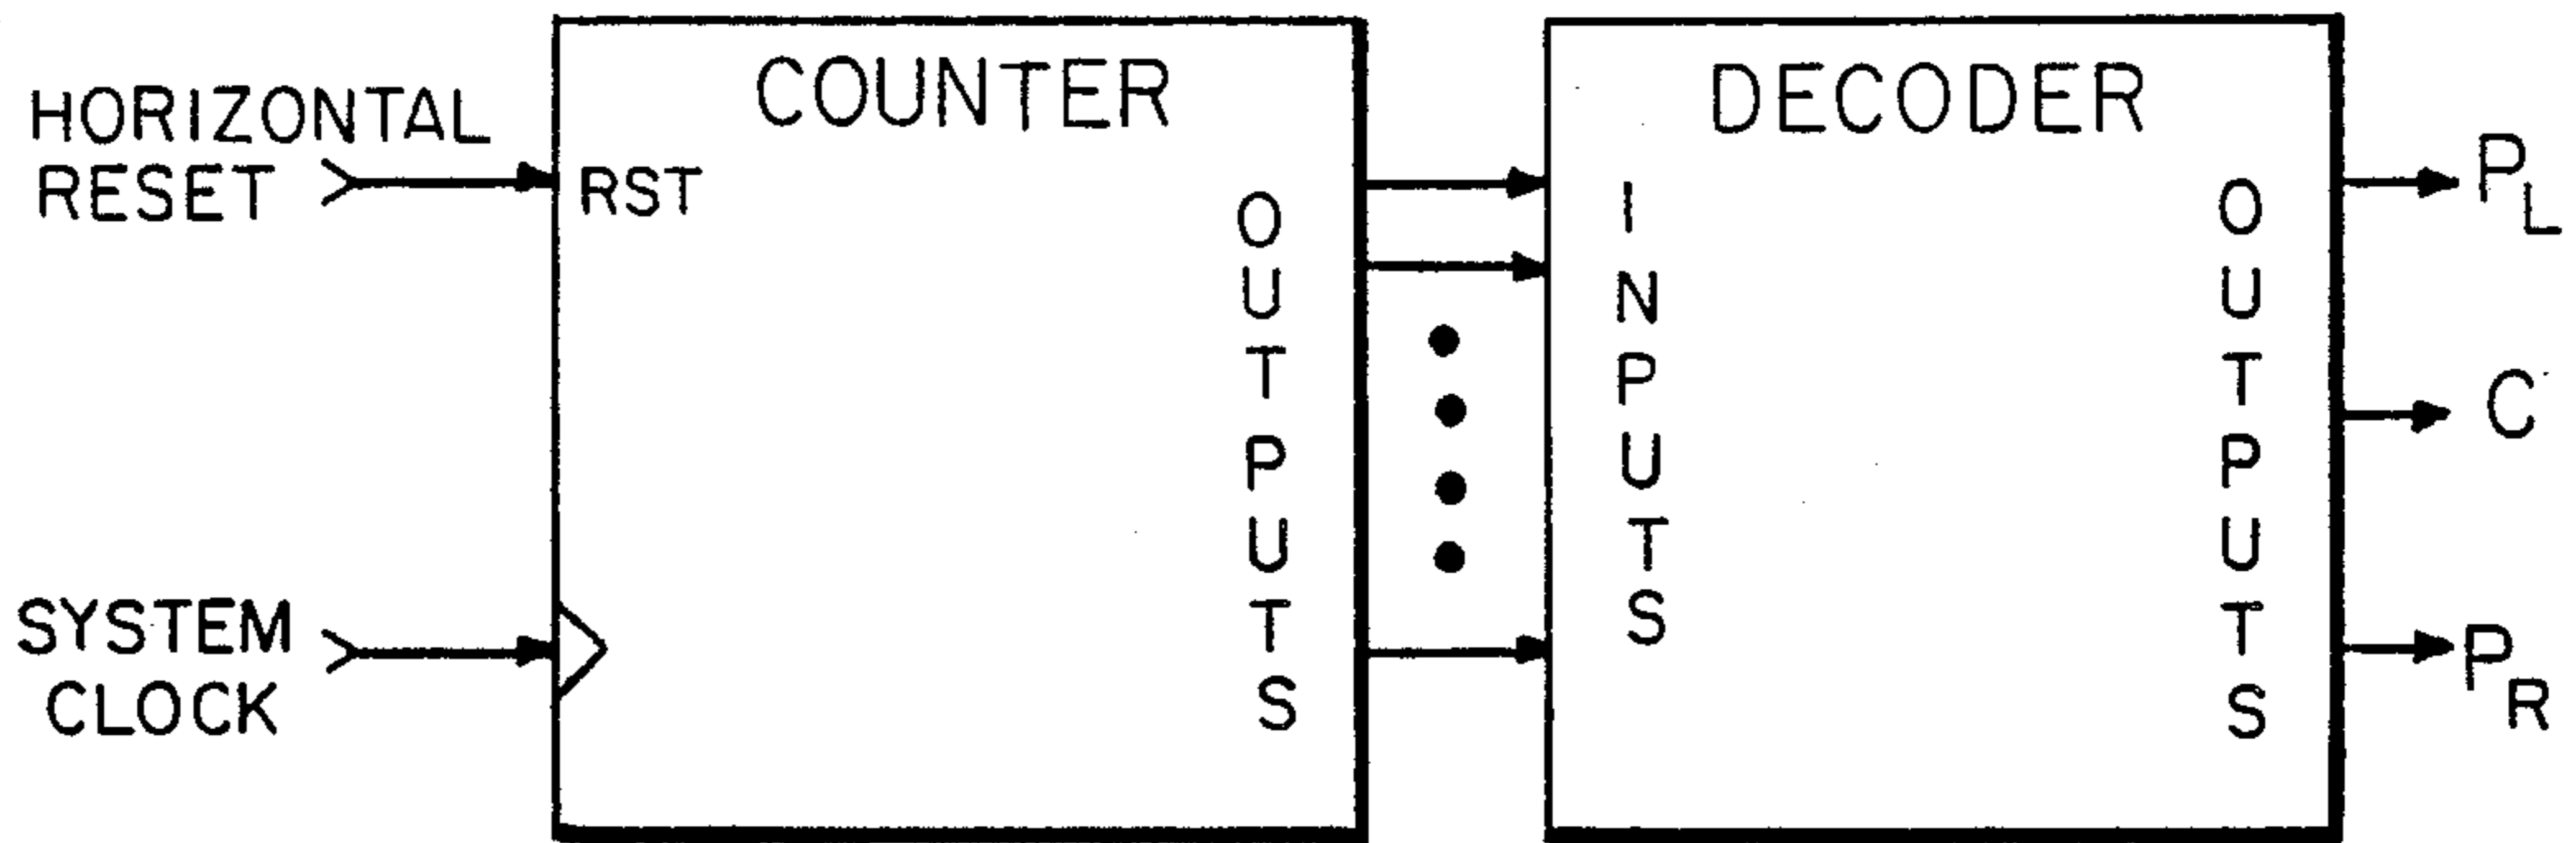 HORIZONTAL
RESET
SYSTEM
CLOCK
COUNTER
RST
OUTPUTS
DECODER
INPUTS
OUTPUTS
PL
C
PR